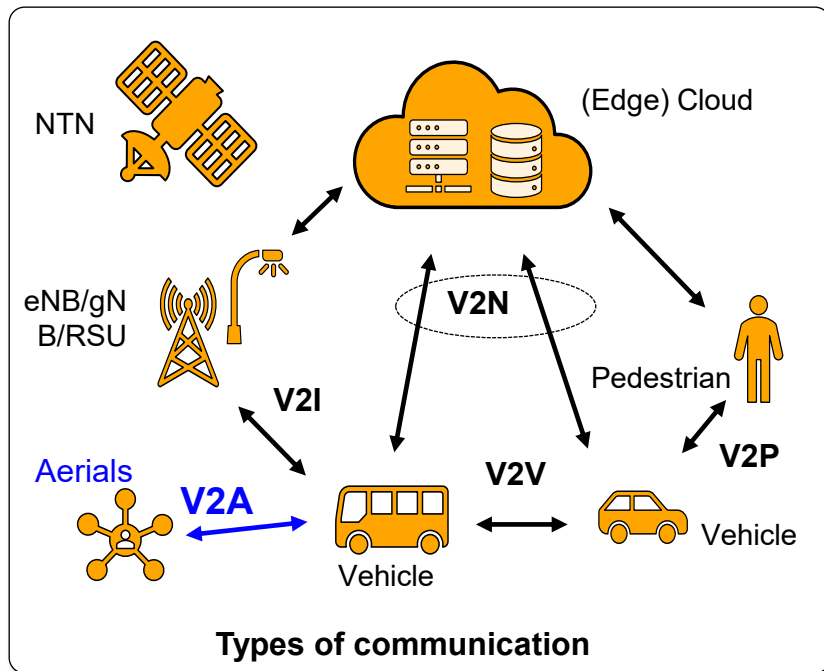 NTN
(Edge) Cloud
eNB/gN
B/RSU
V2N
Pedestrian
V2I
V2P
Aerials
V2A
V2V
Vehicle
Vehicle
Types of communication